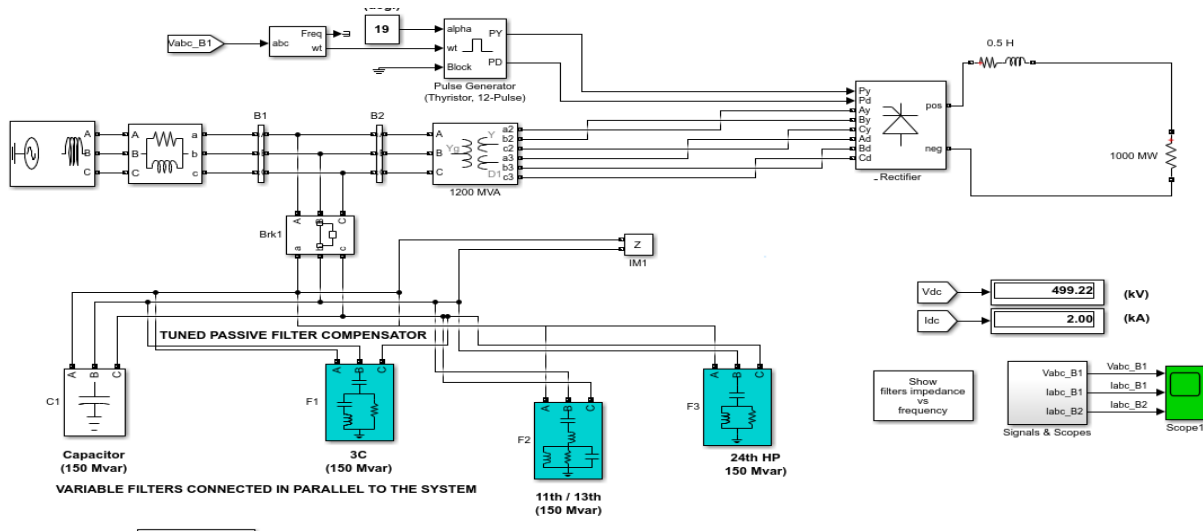 Vabc_B1
abc
Freq
wt
19
alpha
wt
Block
PY
PD
Pulse Generator
(Thyristor, 12-Pulse)
0.5 H
Py
Pd
Ay
By
Cy
Ad
Bd
Cd
pos
neg
Rectifier
1000 MW
A
B
C
A
B
C
a
b
c
B1
B2
A
B
C
Yg
Y
D1
a2
b2
c2
a3
b3
c3
1200 MVA
Brk1
A
B
C
a
b
c
Z
IM1
Vdc
499.22
(kV)
Idc
2.00
(kA)
TUNED PASSIVE FILTER COMPENSATOR
A
B
C
C1
Capacitor
(150 Mvar)
A
B
C
F1
3C
(150 Mvar)
A
B
C
F2
11th / 13th
(150 Mvar)
A
B
C
F3
24th HP
150 Mvar)
VARIABLE FILTERS CONNECTED IN PARALLEL TO THE SYSTEM
Show
filters impedance
vs
frequency
Vabc_B1
Iabc_B1
Iabc_B2
Vabc_B1
Iabc_B1
Iabc_B2
Signals & Scopes
Scope1